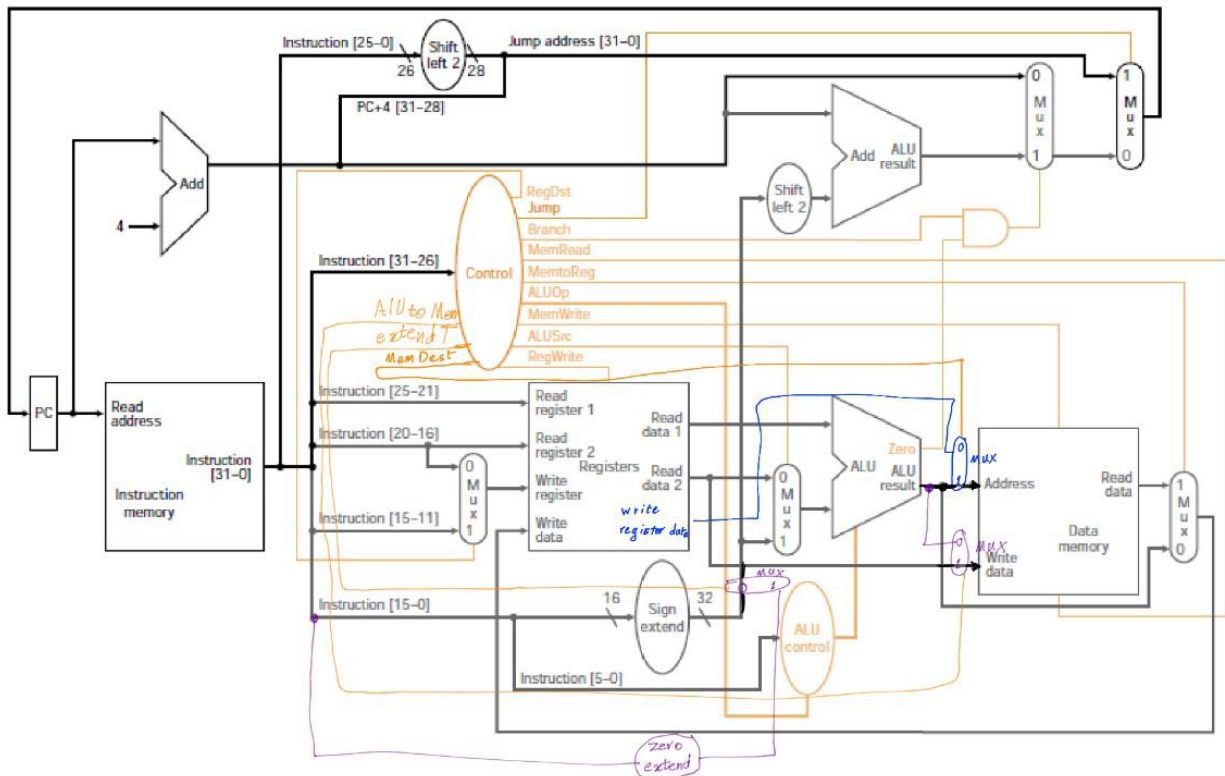 Instruction [25–0]
Shift
left 2
Jump address [31–0]
26
28
PC+4 [31–28]
Add
4
0
M
u
x
1
1
M
u
x
0
Add
ALU
result
Shift
left 2
RegDst
Jump
Branch
MemRead
MemtoReg
ALUOp
MemWrite
ALUSrc
RegWrite
Instruction [31–26]
Control
AlU to Mem
extend T
MemDest
PC
Read
address
Instruction
[31–0]
Instruction
memory
Instruction [25–21]
Instruction [20–16]
Instruction [15–11]
0
M
u
x
1
Read
register 1
Read
register 2
Write
register
Write
data
Registers
Read
data 1
Read
data 2
write
register data
0
M
u
x
1
Zero
ALU
ALU
result
0
1
MUX
0
1
MUX
Address
Write
data
Read
data
Data
memory
1
M
u
x
0
Instruction [15–0]
16
Sign
extend
32
MUX
0 1
ALU
control
Instruction [5–0]
zero
extend